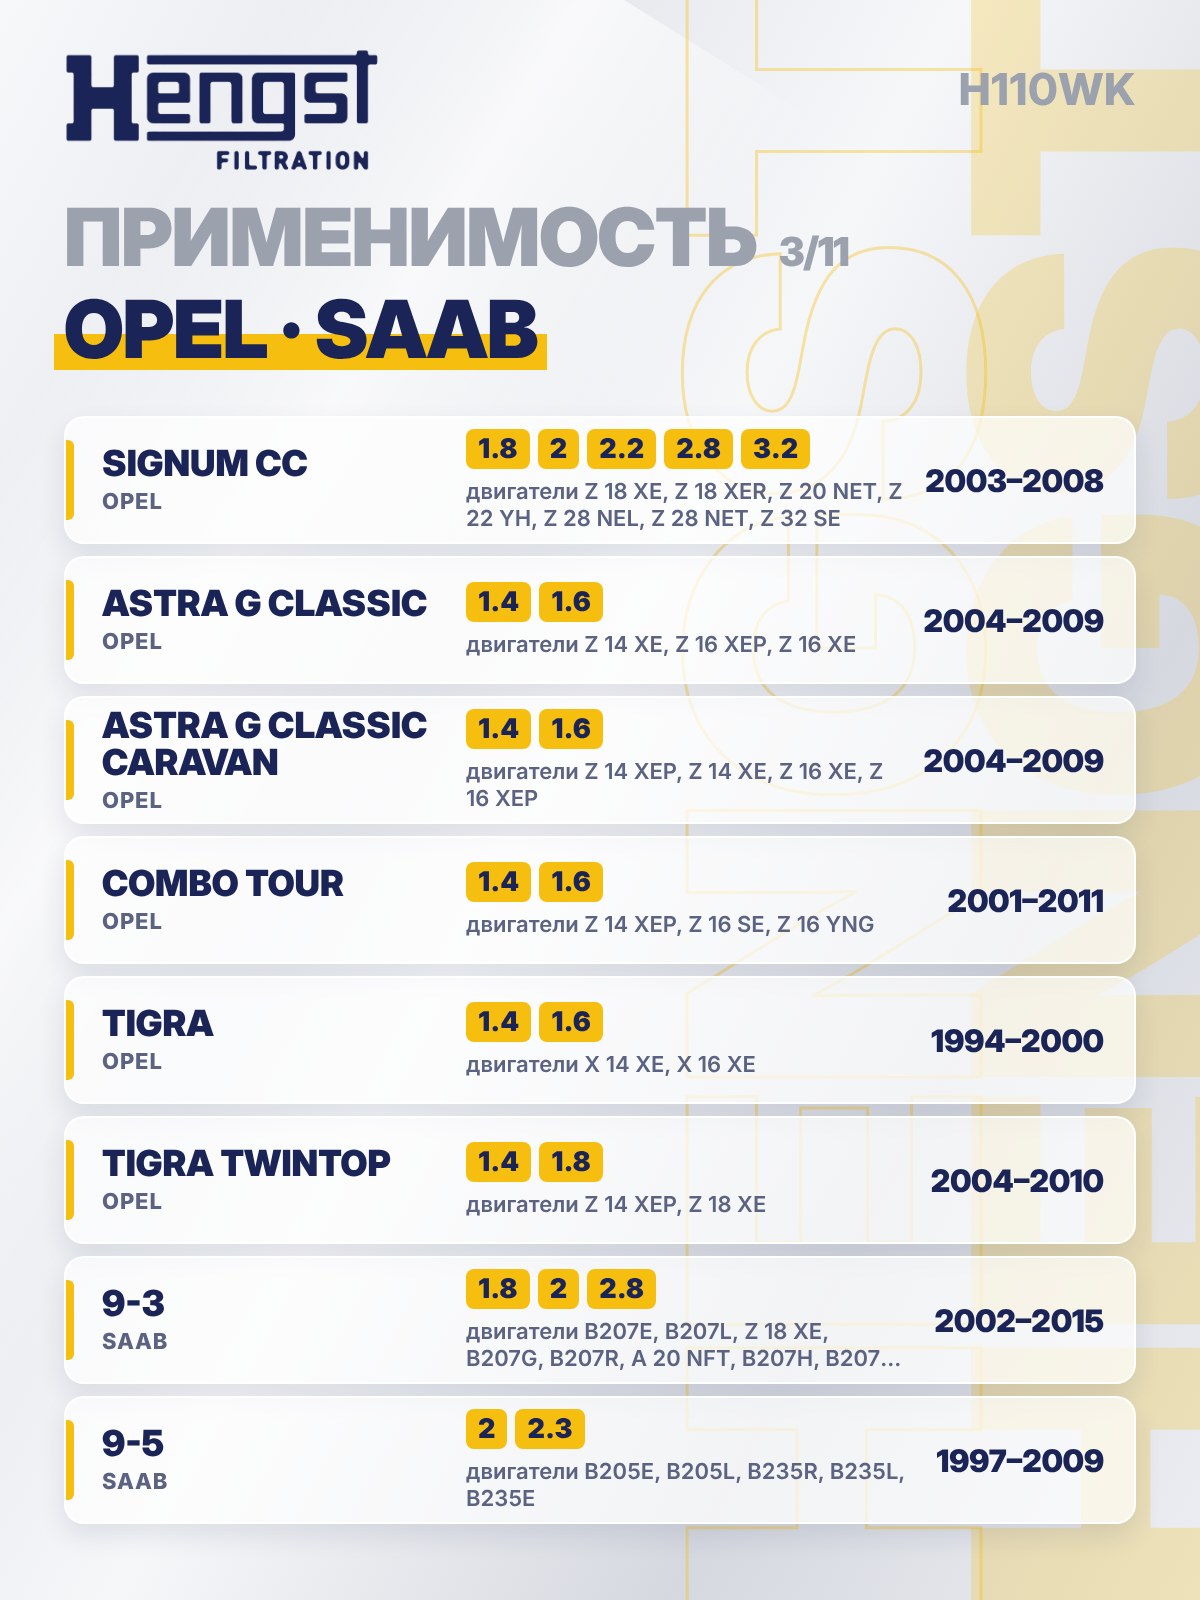 Hengst
FILTRATION
H110WK
ПРИМЕНИМОСТЬ 3/11
OPEL · SAAB
SIGNUM CC
OPEL
1.8 2 2.2 2.8 3.2
двигатели Z 18 XE, Z 18 XER, Z 20 NET, Z
22 YH, Z 28 NEL, Z 28 NET, Z 32 SE
2003–2008
ASTRA G CLASSIC
OPEL
1.4 1.6
двигатели Z 14 XE, Z 16 XEP, Z 16 XE
2004–2009
ASTRA G CLASSIC
CARAVAN
OPEL
1.4 1.6
двигатели Z 14 XEP, Z 14 XE, Z 16 XE, Z
16 XEP
2004–2009
COMBO TOUR
OPEL
1.4 1.6
двигатели Z 14 XEP, Z 16 SE, Z 16 YNG
2001–2011
TIGRA
OPEL
1.4 1.6
двигатели X 14 XE, X 16 XE
1994–2000
TIGRA TWINTOP
OPEL
1.4 1.8
двигатели Z 14 XEP, Z 18 XE
2004–2010
9-3
SAAB
1.8 2 2.8
двигатели B207E, B207L, Z 18 XE,
B207G, B207R, A 20 NFT, B207H, B207...
2002–2015
9-5
SAAB
2 2.3
двигатели B205E, B205L, B235R, B235L,
B235E
1997–2009
HENGST
HENGST